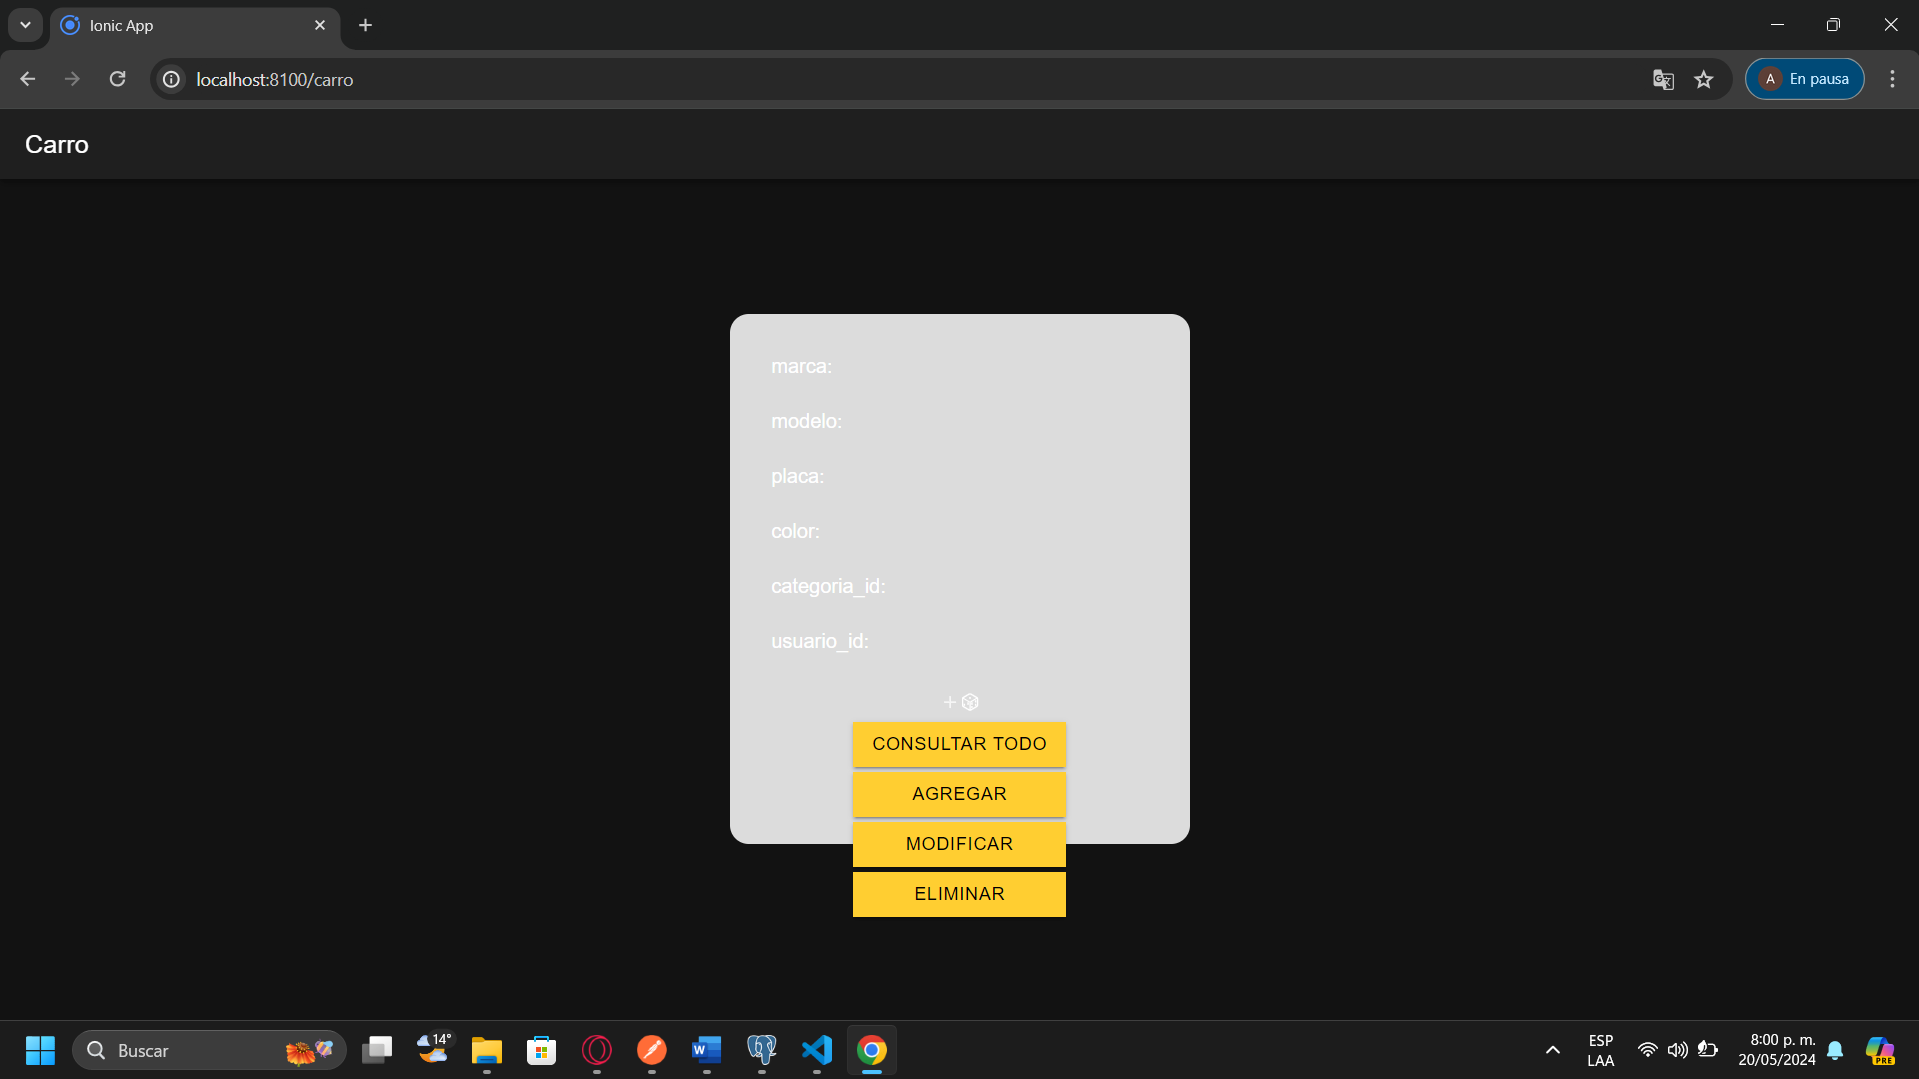 Ionic App
localhost:8100/carro
A En pausa
Carro
marca:
modelo:
placa:
color:
categoria_id:
usuario_id:
+
CONSULTAR TODO
AGREGAR
MODIFICAR
ELIMINAR
Buscar
14°
W
ESP
LAA
8:00 p. m.
20/05/2024
PRE